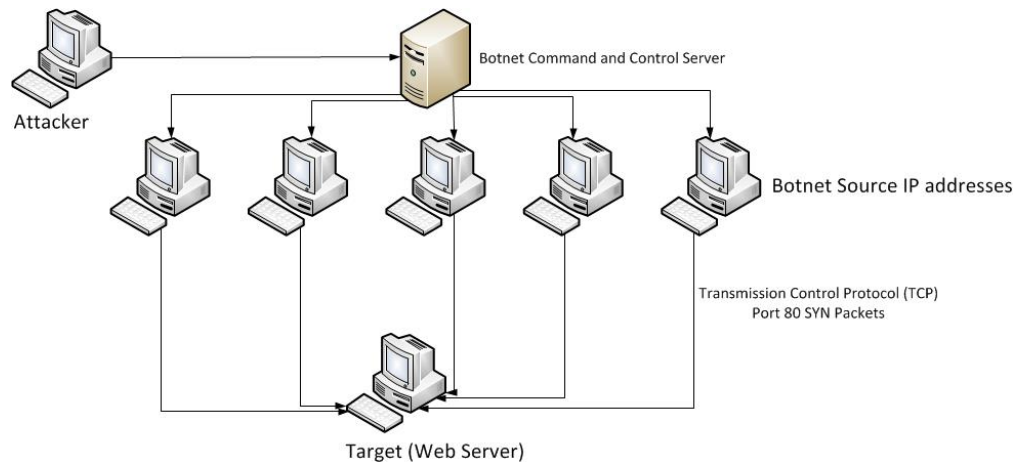 Botnet Command and Control Server
Attacker
Botnet Source IP addresses
Transmission Control Protocol (TCP)
Port 80 SYN Packets
Target (Web Server)